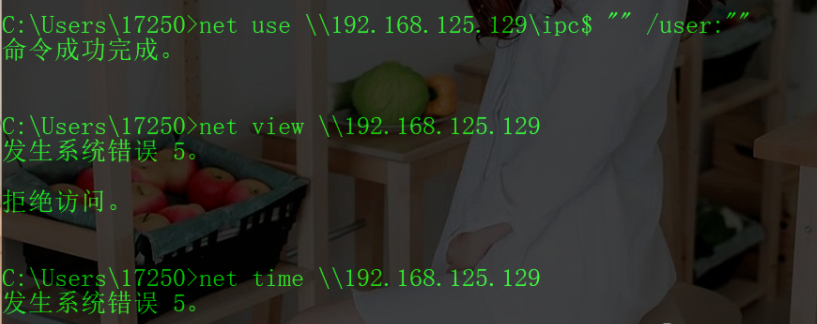 C:\Users\17250>net use \\192.168.125.129\ipc$ "" /user:""
命令成功完成。
C:\Users\17250>net view \\192.168.125.129
发生系统错误 5。
拒绝访问。
C:\Users\17250>net time \\192.168.125.129
发生系统错误 5。